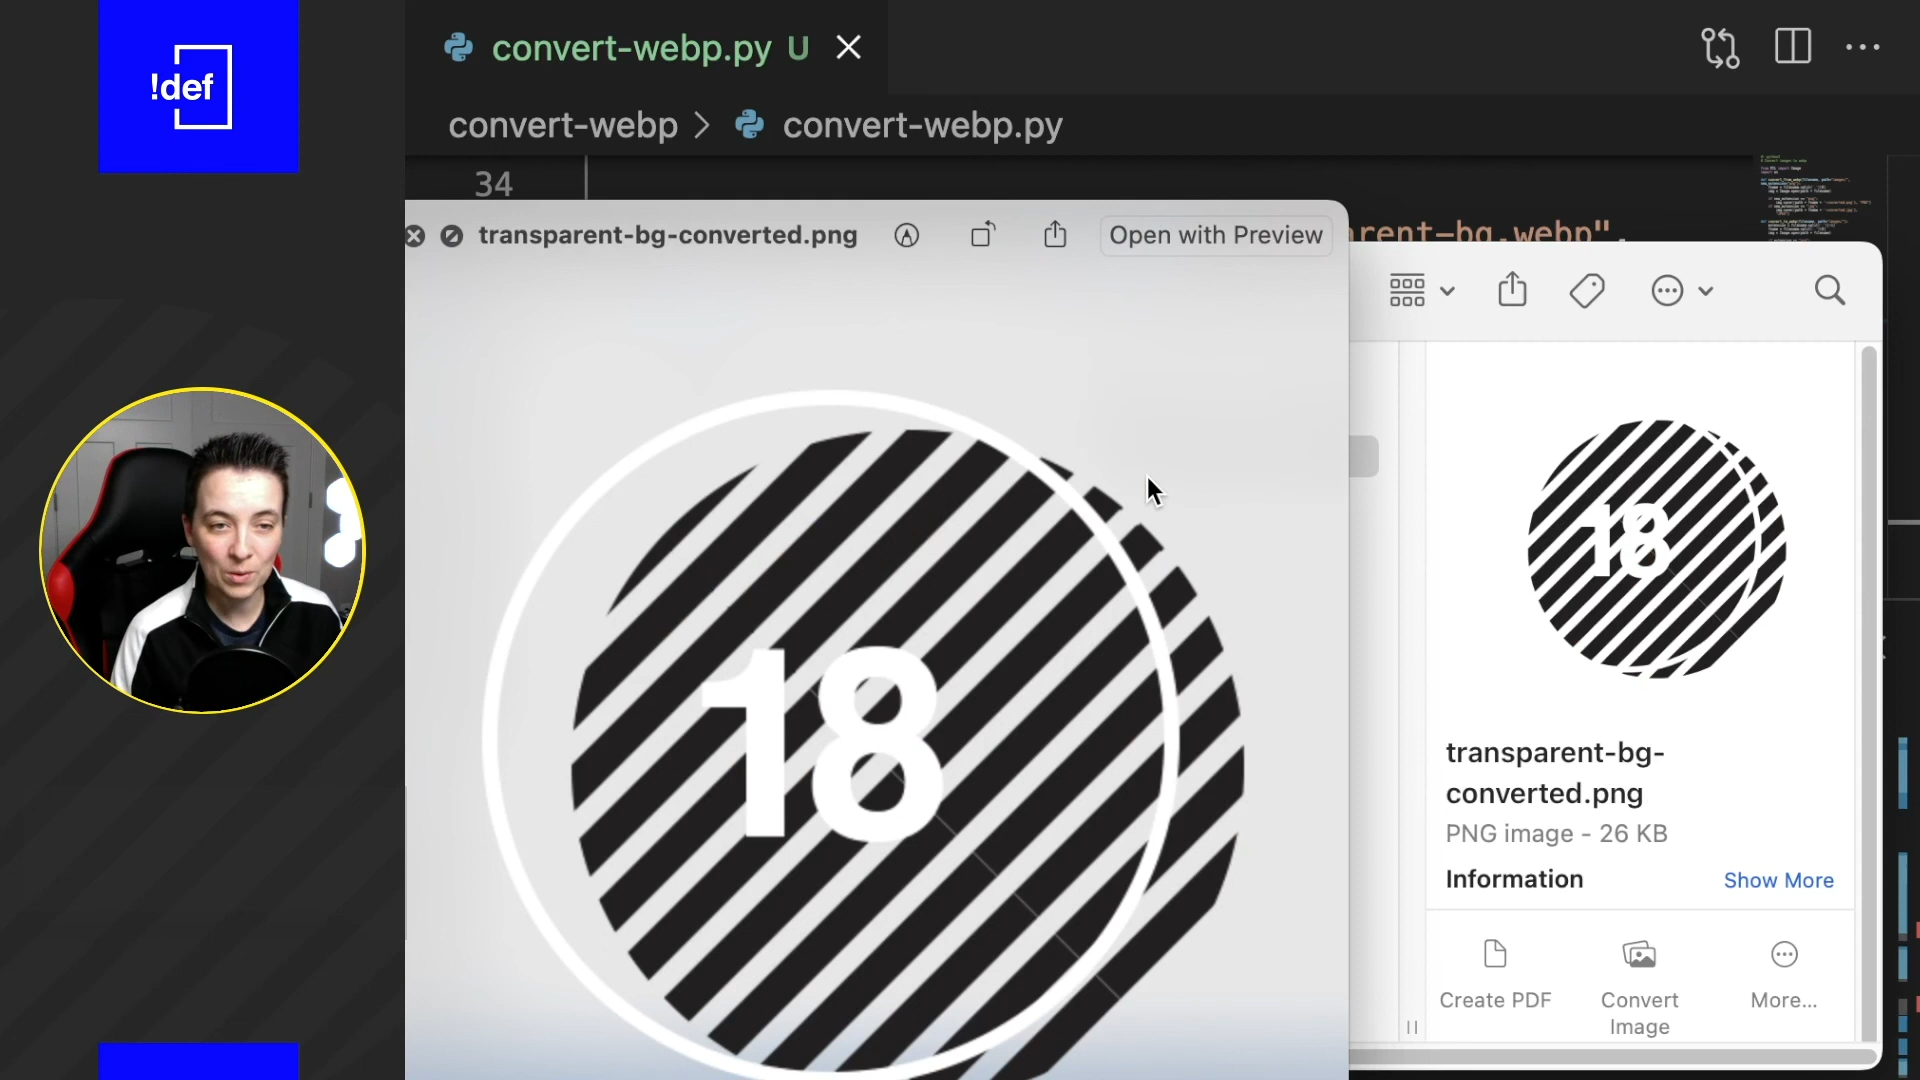 !def
convert-webp.py U
convert-webp > convert-webp.py
34
transparent-bg-converted.png
Open with Preview
rent-bg.webp",
18
18
transparent-bg-
converted.png
PNG image - 26 KB
Information
Show More
Create PDF
Convert
Image
More...